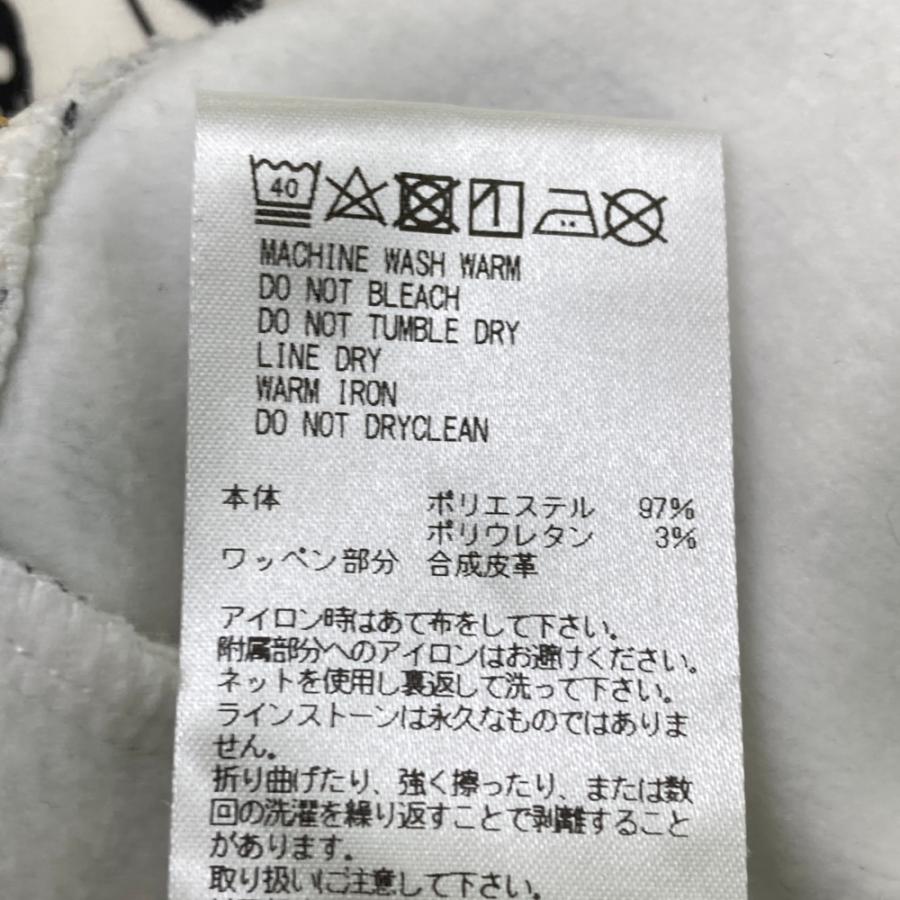 40
MACHINE WASH WARM
DO NOT BLEACH
DO NOT TUMBLE DRY
LINE DRY
WARM IRON
DO NOT DRYCLEAN
本体 ポリエステル 97%
ポリウレタン 3%
ワッペン部分 合成皮革
アイロン時はあて布をして下さい。
附属部分へのアイロンはお避けください。
ネットを使用し裏返して洗って下さい。
ラインストーンは永久なものではありま
せん。
折り曲げたり、強く擦ったり、または数
回の洗濯を繰り返すことで剥離すること
があります。
取り扱いに注意して下さい。